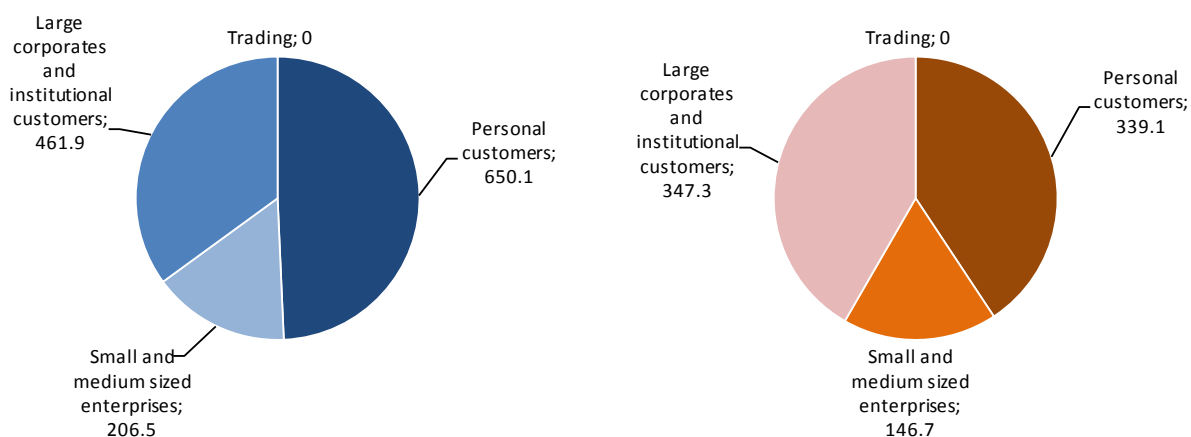 Large
corporates
and
institutional
customers;
461.9
Trading; 0
Personal
customers;
650.1
Small and
medium sized
enterprises;
206.5
Trading; 0
Large
corporates
and
institutional
customers;
347.3
Personal
customers;
339.1
Small and
medium sized
enterprises;
146.7